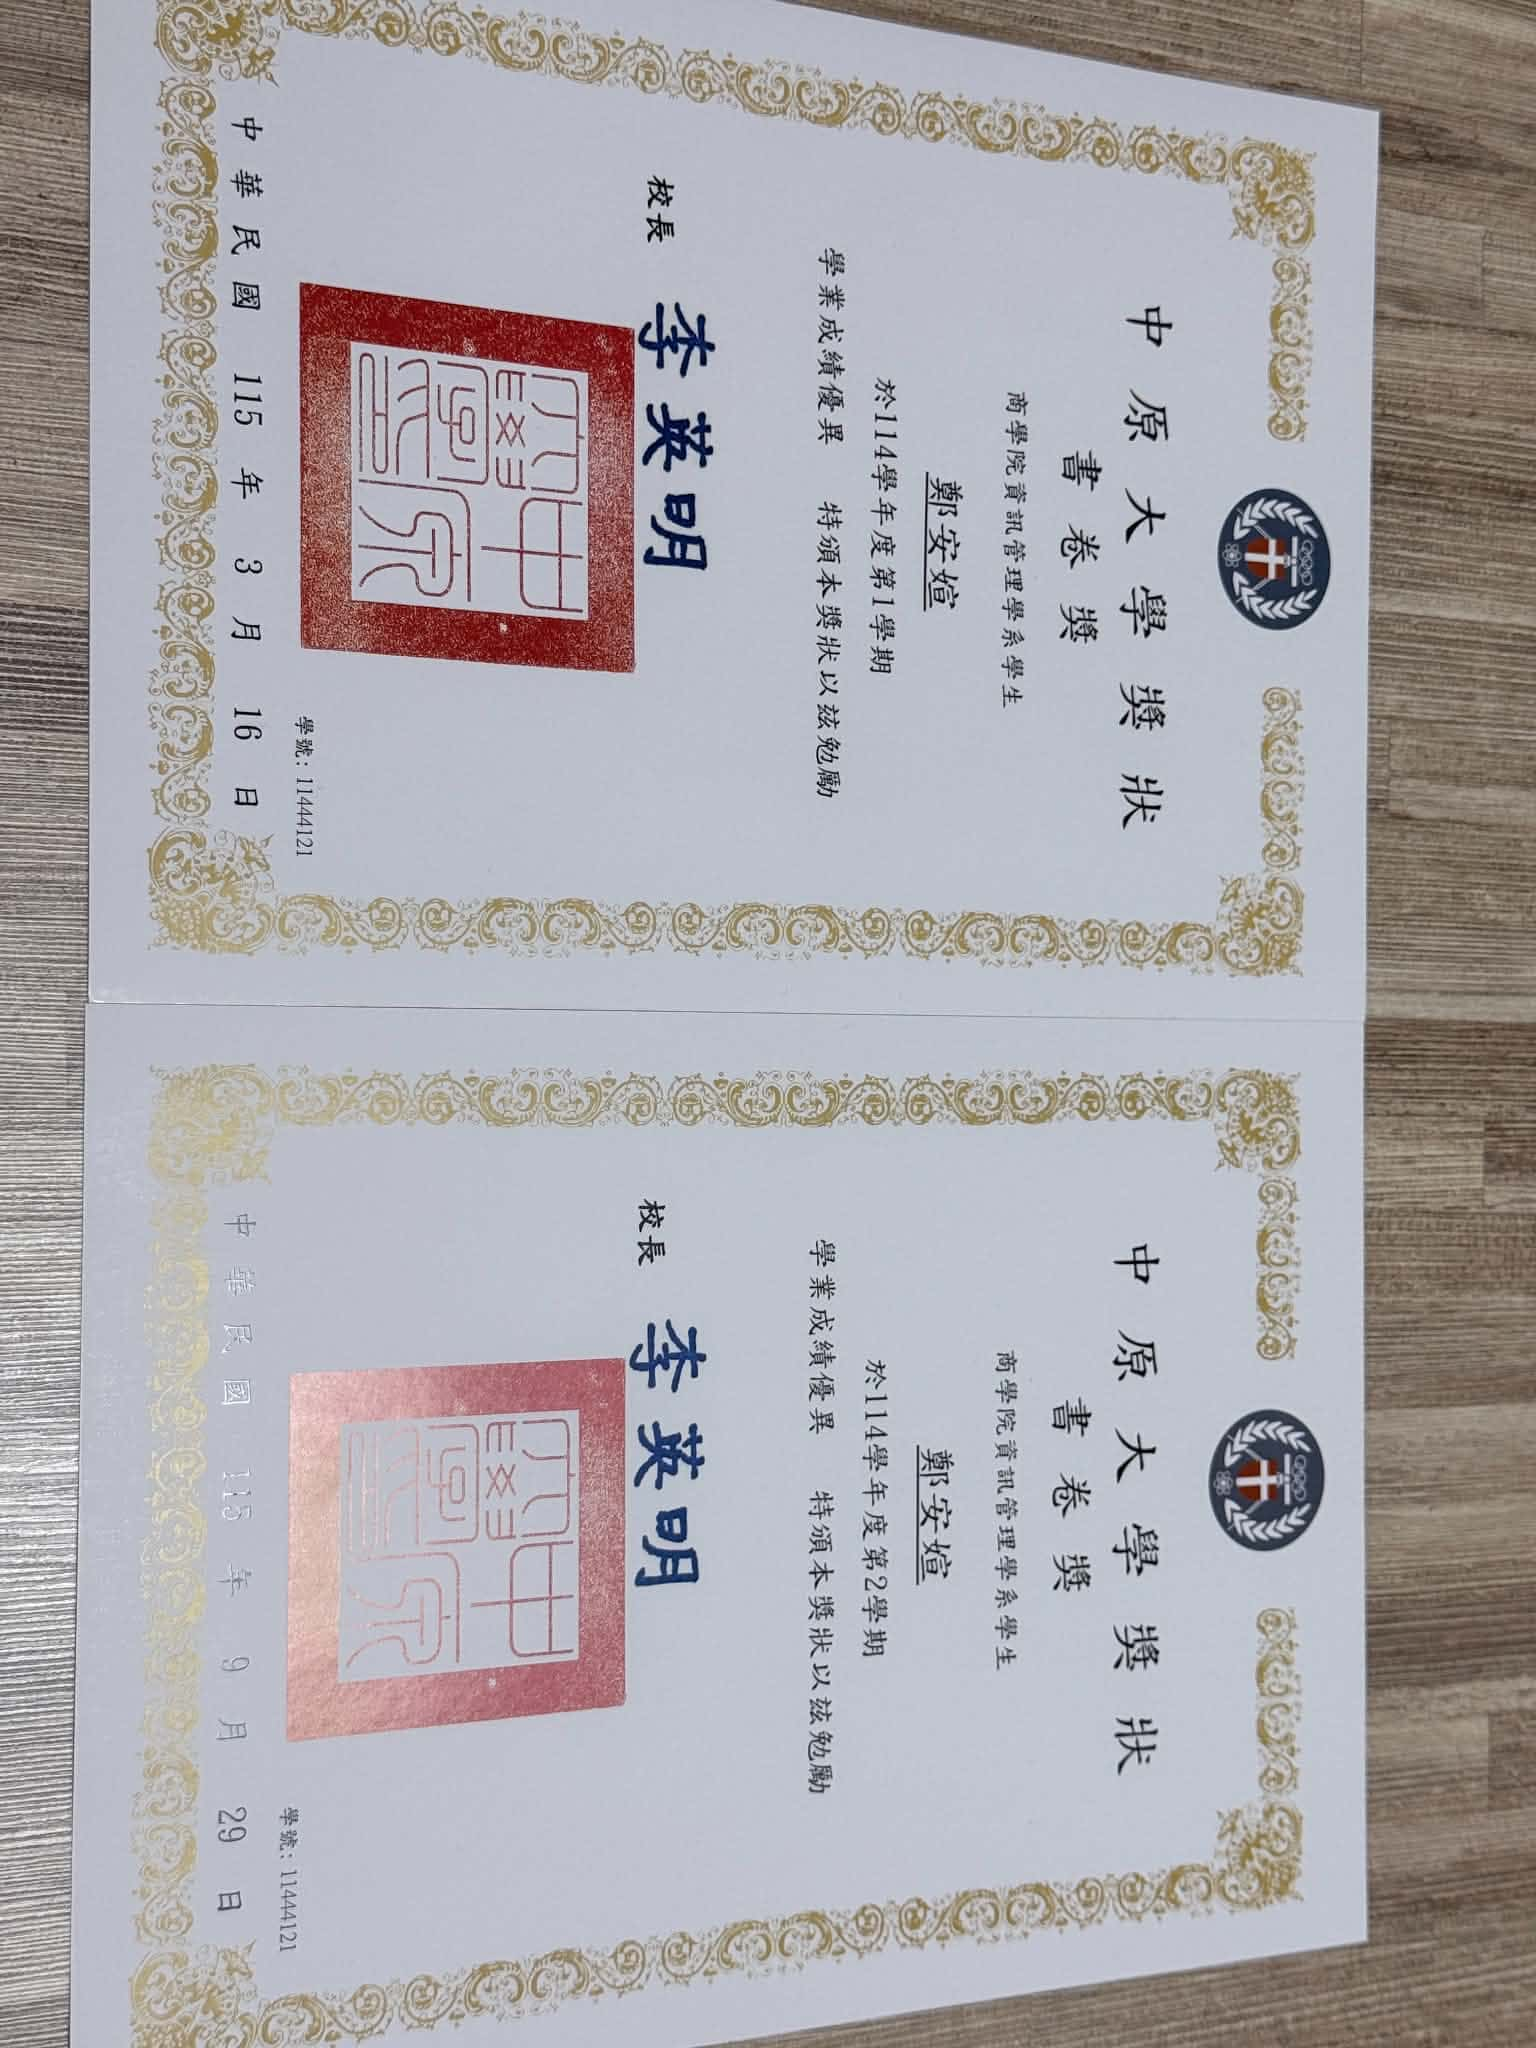 中原大學獎狀
書卷獎
商學院資訊管理學系學生
鄭安媗
於114學年度第1學期
學業成績優異 特頒本獎狀以茲勉勵
校長 李英明
學號:11444121
中華民國 115 年 3 月 16 日
中原大學獎狀
書卷獎
商學院資訊管理學系學生
鄭安媗
於114學年度第2學期
學業成績優異 特頒本獎狀以茲勉勵
校長 李英明
學號:11444121
中華民國 115 年 9 月 29 日